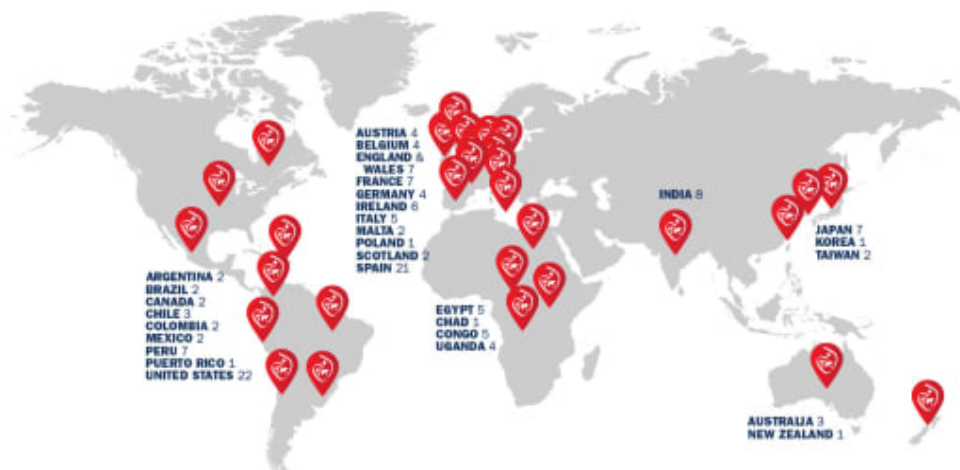 AUSTRIA 4
BELGIUM 4
ENGLAND &
WALES 7
FRANCE 7
GERMANY 4
IRELAND 6
ITALY 5
MALTA 2
POLAND 1
SCOTLAND 2
SPAIN 21
INDIA 8
JAPAN 7
KOREA 1
TAIWAN 2
ARGENTINA 2
BRAZIL 2
CANADA 2
CHILE 3
COLOMBIA 2
MEXICO 2
PERU 7
PUERTO RICO 1
UNITED STATES 22
EGYPT 5
CHAD 1
CONGO 5
UGANDA 4
AUSTRALIA 3
NEW ZEALAND 1